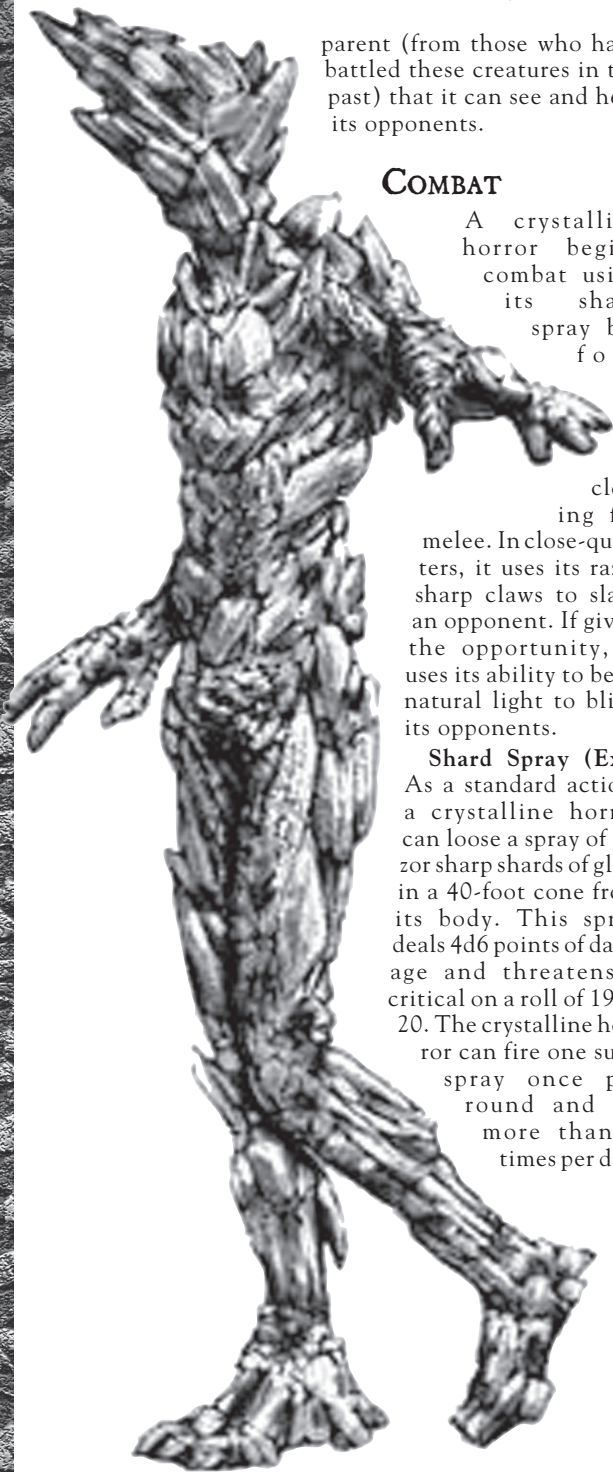 parent (from those who ha
battled these creatures in t
past) that it can see and he
its opponents.
COMBAT
A crystalli
horror begi
combat usi
its sha
spray b
fo
clo
ing f
melee. In close-qu
ters, it uses its ra
sharp claws to sla
an opponent. If giv
the opportunity,
uses its ability to be
natural light to bli
its opponents.
Shard Spray (Ex
As a standard actio
a crystalline horr
can loose a spray of
zor sharp shards of gl
in a 40-foot cone fro
its body. This spr
deals 4d6 points of da
age and threatens
critical on a roll of 19
20. The crystalline ho
ror can fire one su
spray once p
round and
more than
times per d